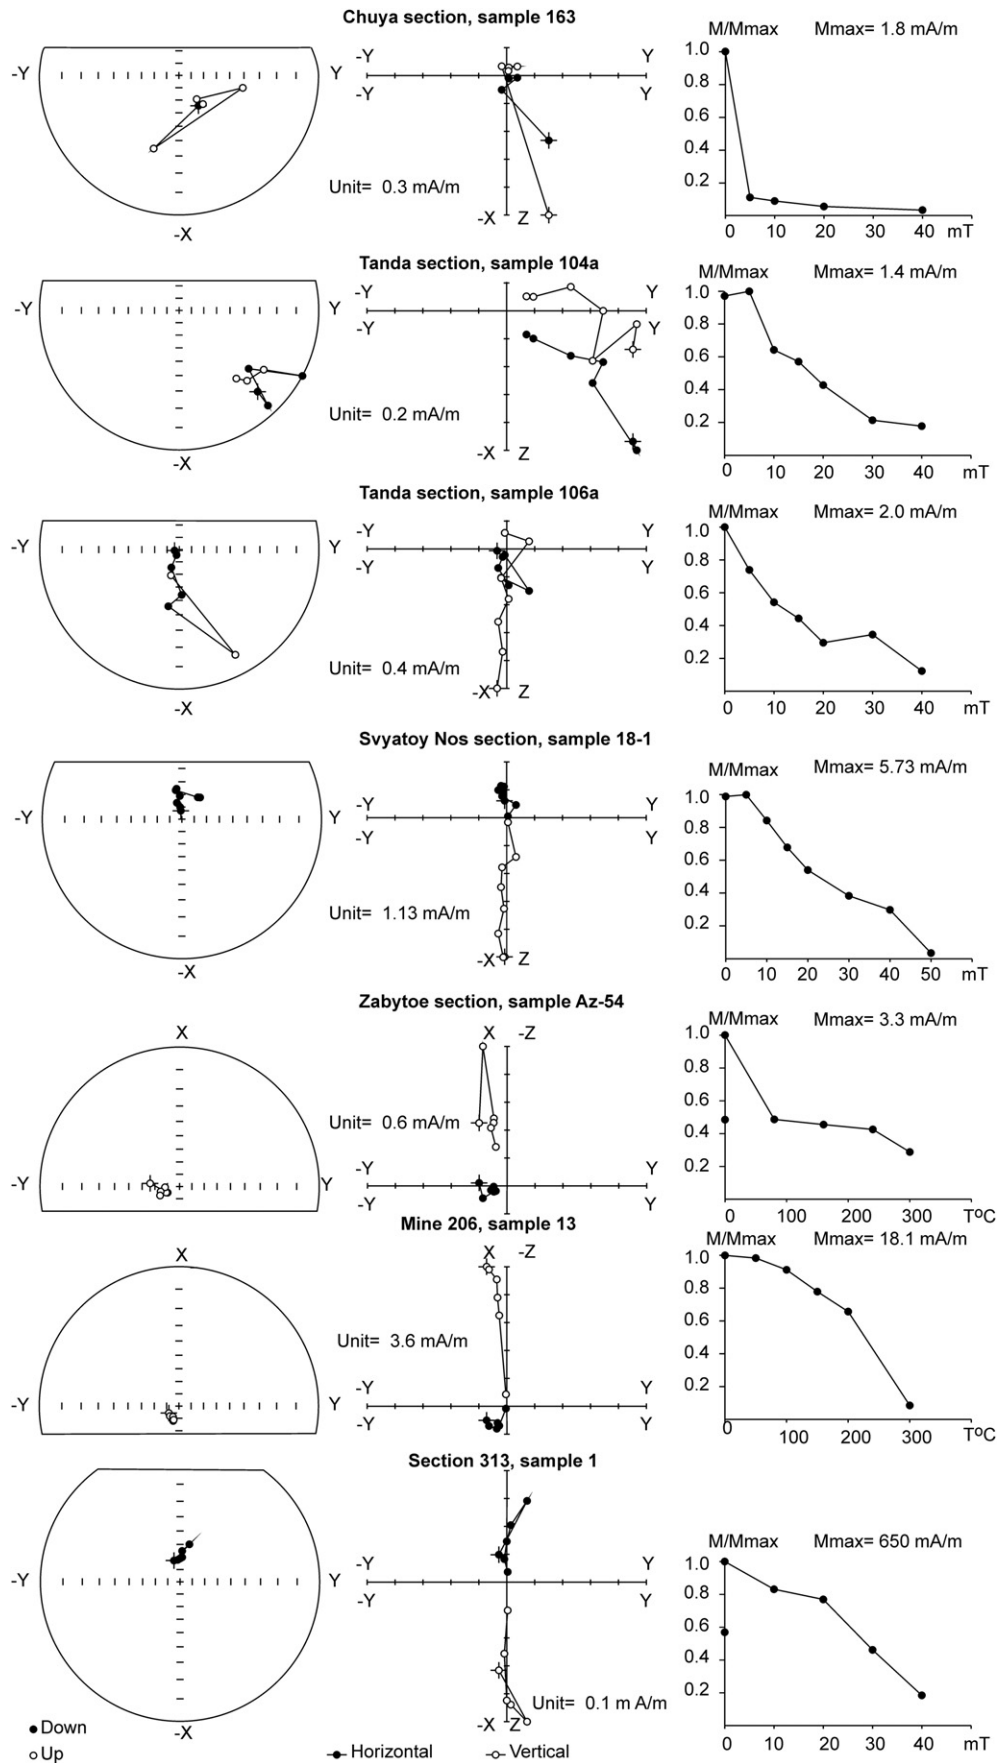 Chuya section, sample 163
-Y Y -X
-Y Y
-Y Y
Unit= 0.3 mA/m
-X Z
M/Mmax Mmax= 1.8 mA/m
1.0
0.8
0.6
0.4
0.2
0 10 20 30 40 mT
Tanda section, sample 104a
-Y Y -X
-Y Y
-Y Y
Unit= 0.2 mA/m
-X Z
M/Mmax Mmax= 1.4 mA/m
1.0
0.8
0.6
0.4
0.2
0 10 20 30 40 mT
Tanda section, sample 106a
-Y Y -X
-Y Y
-Y Y
Unit= 0.4 mA/m
-X Z
M/Mmax Mmax= 2.0 mA/m
1.0
0.8
0.6
0.4
0.2
0 10 20 30 40 mT
Svyatoy Nos section, sample 18-1
-Y Y -X
-Y Y
-Y Y
Unit= 1.13 mA/m
-X Z
M/Mmax Mmax= 5.73 mA/m
1.0
0.8
0.6
0.4
0.2
0 10 20 30 40 50 mT
Zabytoe section, sample Az-54
X -Y Y
X -Z
Unit= 0.6 mA/m
-Y Y
-Y Y
M/Mmax Mmax= 3.3 mA/m
1.0
0.8
0.6
0.4
0.2
0 100 200 300 TºC
Mine 206, sample 13
X -Y Y
X -Z
Unit= 3.6 mA/m
-Y Y
-Y Y
M/Mmax Mmax= 18.1 mA/m
1.0
0.8
0.6
0.4
0.2
0 100 200 300 TºC
Section 313, sample 1
-Y Y -X
-Y Y
-Y Y
Unit= 0.1 m A/m
-X Z
M/Mmax Mmax= 650 mA/m
1.0
0.8
0.6
0.4
0.2
0 10 20 30 40 mT
Down
Up
Horizontal Vertical